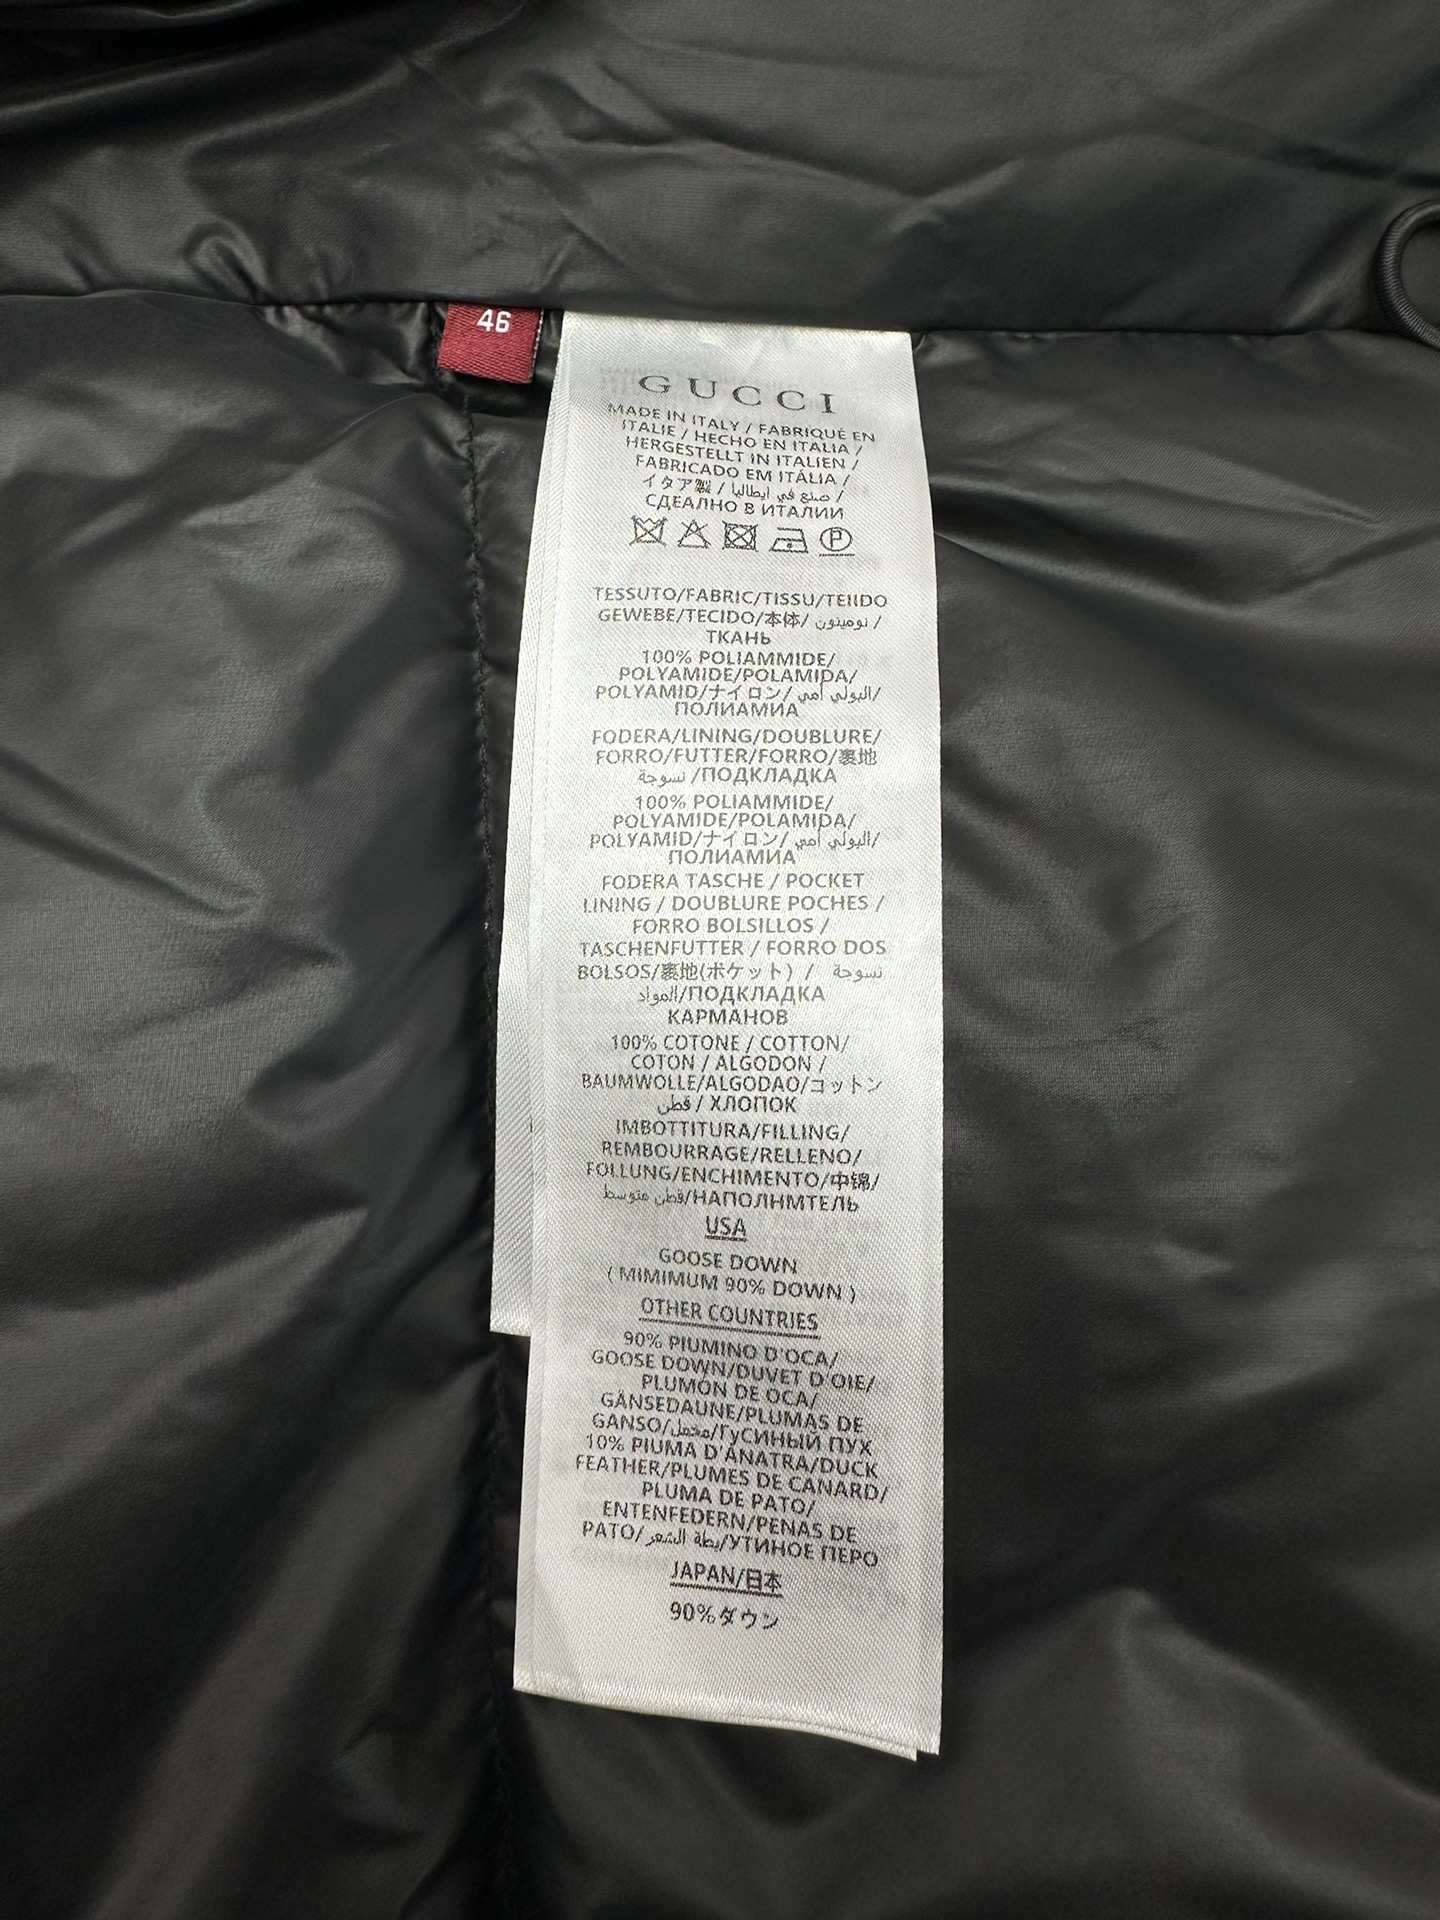 46
GUCCI
MADE IN ITALY / FABRIQUÉ EN
ITALIE / HECHO EN ITALIA /
HERGESTELLT IN ITALIEN /
FABRICADO EM ITÁLIA /
イタア製 / صنع في ايطاليا /
СДЕАЛНО В ИТАЛИИ
P
TESSUTO/FABRIC/TISSU/TEIIDO
GEWEBE/TECIDO/本体/ نومينون /
ТКАНЬ
100% POLIAMMIDE/
POLYAMIDE/POLAMIDA/
POLYAMID/ナイロン/ البولي أمي/
ПОЛИАМИА
FODERA/LINING/DOUBLURE/
FORRO/FUTTER/FORRO/裏地
نسوجة /ПОДКЛАДКА
100% POLIAMMIDE/
POLYAMIDE/POLAMIDA/
POLYAMID/ナイロン/ البولي أمي/
ПОЛИАМИА
FODERA TASCHE / POCKET
LINING / DOUBLURE POCHES /
FORRO BOLSILLOS /
TASCHENFUTTER / FORRO DOS
BOLSOS/裏地(ポケット) / نسوجة
المواد/ПОДКЛАДКА
КАРМАНОВ
100% COTONE / COTTON/
COTON / ALGODON /
BAUMWOLLE/ALGODAO/コットン
قطن / ХЛОПОК
IMBOTTITURA/FILLING/
REMBOURRAGE/RELLENO/
FOLLUNG/ENCHIMENTO/中锦/
قطن متوسط/НАПОЛНМТЕЛЬ
USA
GOOSE DOWN
( MIMIMUM 90% DOWN )
OTHER COUNTRIES
90% PIUMINO D'OCA/
GOOSE DOWN/DUVET D'OIE/
PLUMÓN DE OCA/
GÄNSEDAUNE/PLUMAS DE
GANSO/مخمل/ГУСИНЫЙ ПУХ
10% PIUMA D'ANATRA/DUCK
FEATHER/PLUMES DE CANARD/
PLUMA DE PATO/
ENTENFEDERN/PENAS DE
PATO/بطة الشعر/УТИНОЕ ПЕРО
JAPAN/日本
90%ダウン